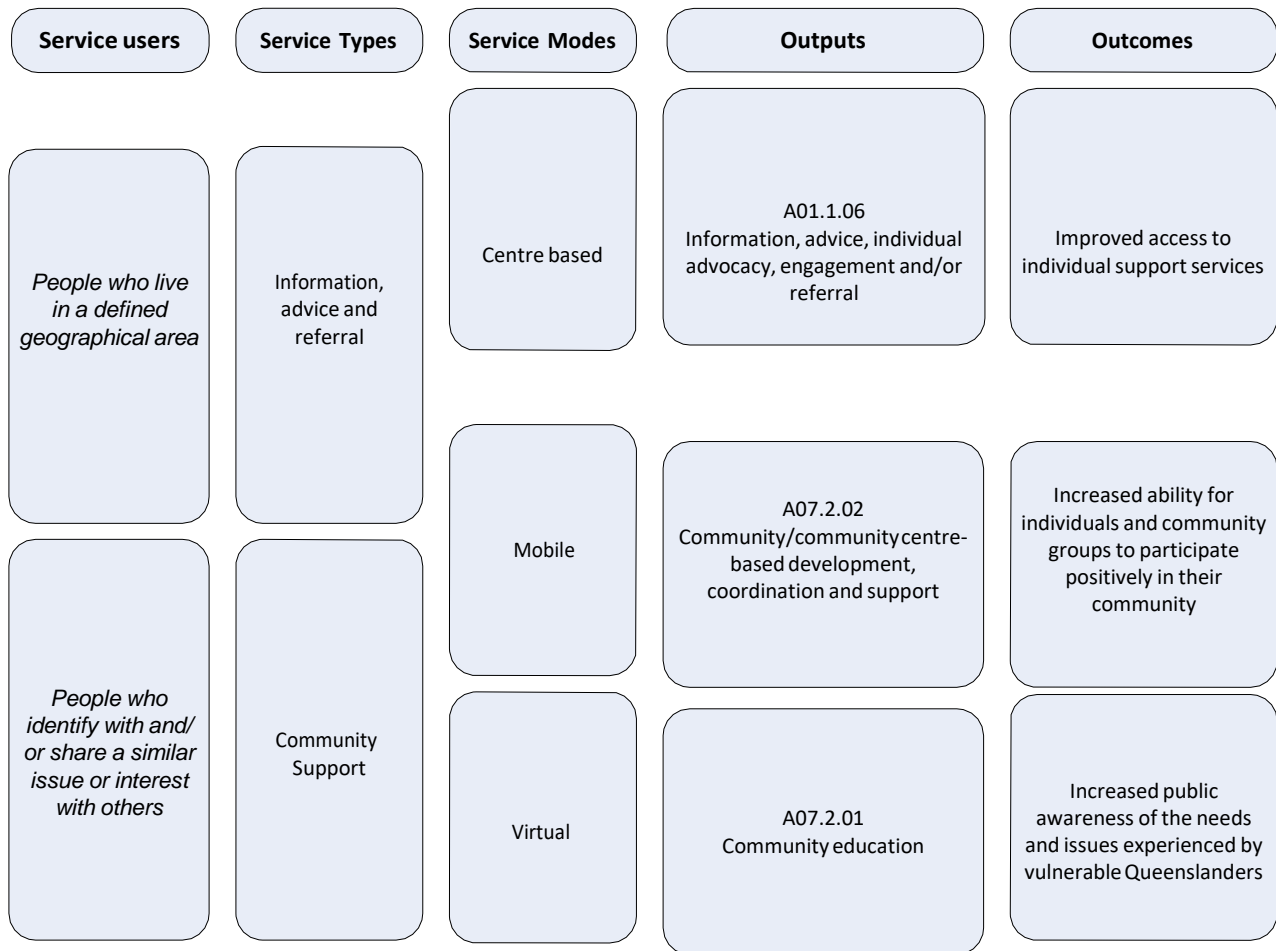 Service users
Service Types
Service Modes
Outputs
Outcomes
People who live
in a defined
geographical area
Information,
advice and
referral
Centre based
A01.1.06
Information, advice, individual
advocacy, engagement and/or
referral
Improved access to
individual support services
Mobile
A07.2.02
Community/community centre-
based development,
coordination and support
Increased ability for
individuals and community
groups to participate
positively in their
community
People who
identify with and/
or share a similar
issue or interest
with others
Community
Support
Virtual
A07.2.01
Community education
Increased public
awareness of the needs
and issues experienced by
vulnerable Queenslanders